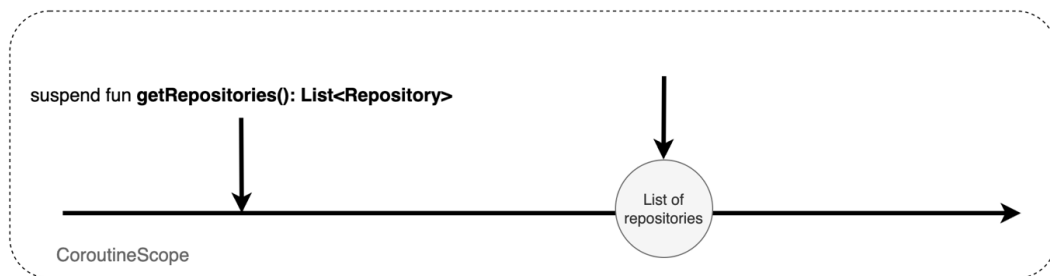 suspend fun getRepositories(): List<Repository>
List of
repositories
CoroutineScope